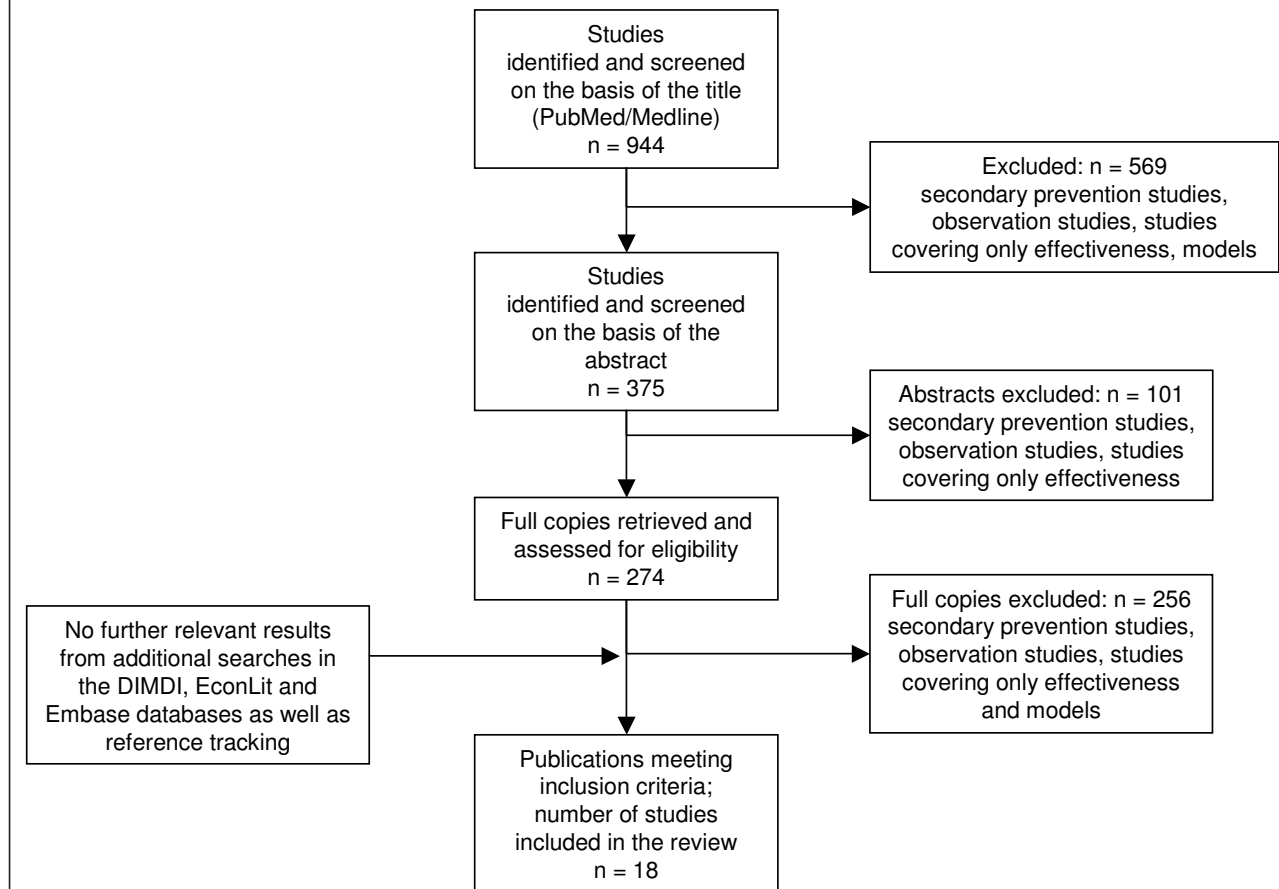 Studies
identified and screened
on the basis of the title
(PubMed/Medline)
n = 944
Excluded: n = 569
secondary prevention studies,
observation studies, studies
covering only effectiveness, models
Studies
identified and screened
on the basis of the
abstract
n = 375
Abstracts excluded: n = 101
secondary prevention studies,
observation studies, studies
covering only effectiveness
Full copies retrieved and
assessed for eligibility
n = 274
Full copies excluded: n = 256
secondary prevention studies,
observation studies, studies
covering only effectiveness
and models
No further relevant results
from additional searches in
the DIMDI, EconLit and
Embase databases as well as
reference tracking
Publications meeting
inclusion criteria;
number of studies
included in the review
n = 18